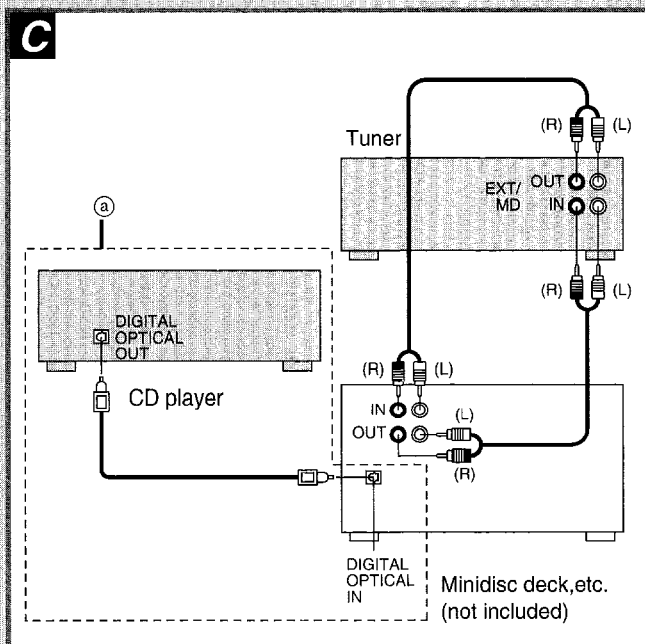 C
(R)
(L)
Tuner
EXT/
MD
OUT
IN
ⓐ
(R)
(L)
DIGITAL
OPTICAL
OUT
(R)
(L)
CD player
IN
OUT
(L)
(R)
DIGITAL
OPTICAL
IN
Minidisc deck,etc.
(not included)